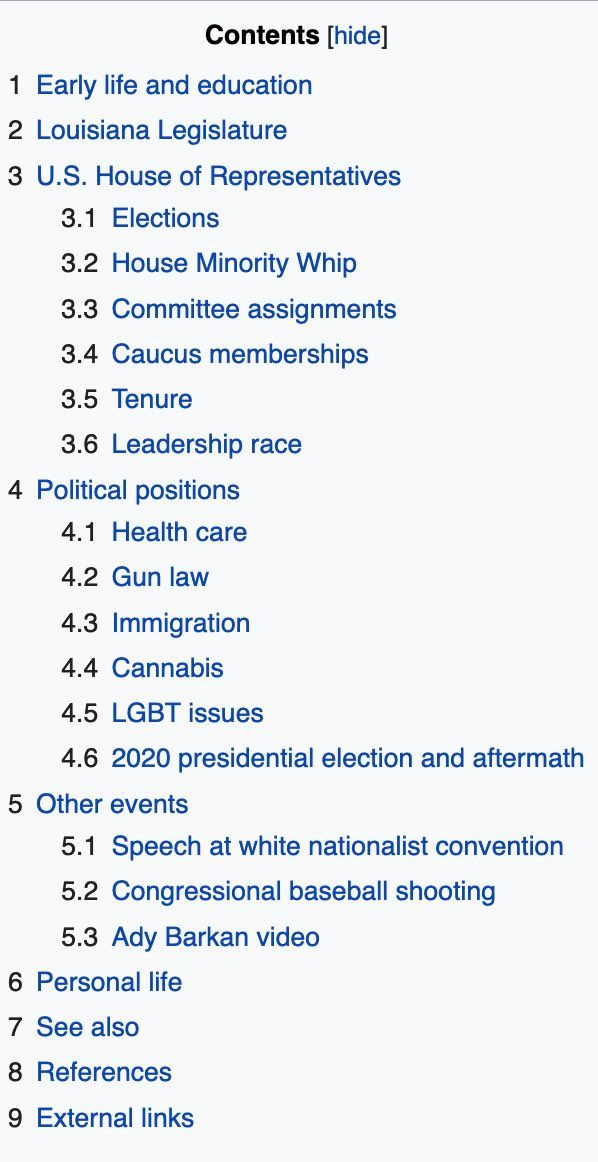 Contents [hide]
1 Early life and education
2 Louisiana Legislature
3 U.S. House of Representatives
3.1 Elections
3.2 House Minority Whip
3.3 Committee assignments
3.4 Caucus memberships
3.5 Tenure
3.6 Leadership race
4 Political positions
4.1 Health care
4.2 Gun law
4.3 Immigration
4.4 Cannabis
4.5 LGBT issues
4.6 2020 presidential election and aftermath
5 Other events
5.1 Speech at white nationalist convention
5.2 Congressional baseball shooting
5.3 Ady Barkan video
6 Personal life
7 See also
8 References
9 External links